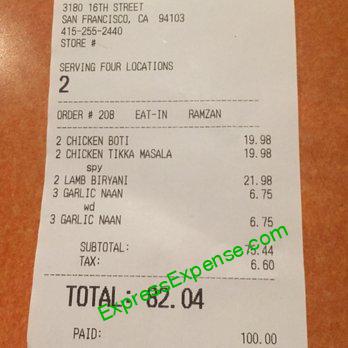 3180 16TH STREET
SAN FRANCISCO, CA 94103
415-255-2440
STORE #
SERVING FOUR LOCATIONS
2
ORDER # 208 EAT-IN RAMZAN
2 CHICKEN BOTI 19.98
2 CHICKEN TIKKA MASALA 19.98
spy
2 LAMB BIRYANI 21.98
3 GARLIC NAAN 6.75
wd
3 GARLIC NAAN 6.75
SUBTOTAL: 75.44
TAX: 6.60
TOTAL: 82.04
PAID: 100.00
ExpressExpense.com